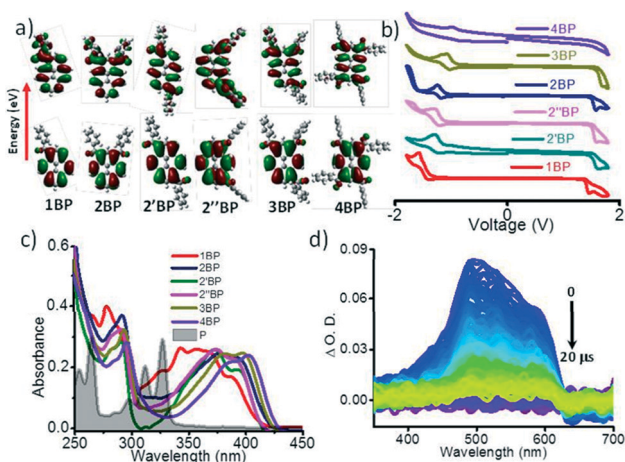 a)
Energy (eV)
1BP 2BP 2'BP 2''BP 3BP 4BP
b)
4BP
3BP
2BP
2''BP
2'BP
1BP
-2 0 2
Voltage (V)
c)
0.6
0.4
0.2
0.0
Absorbance
1BP
2BP
2'BP
2''BP
3BP
4BP
P
250 300 350 400 450
Wavelength (nm)
d)
0.09
0.06
0.03
0.00
Δ O. D.
0
20 μs
400 500 600 700
Wavelength (nm)